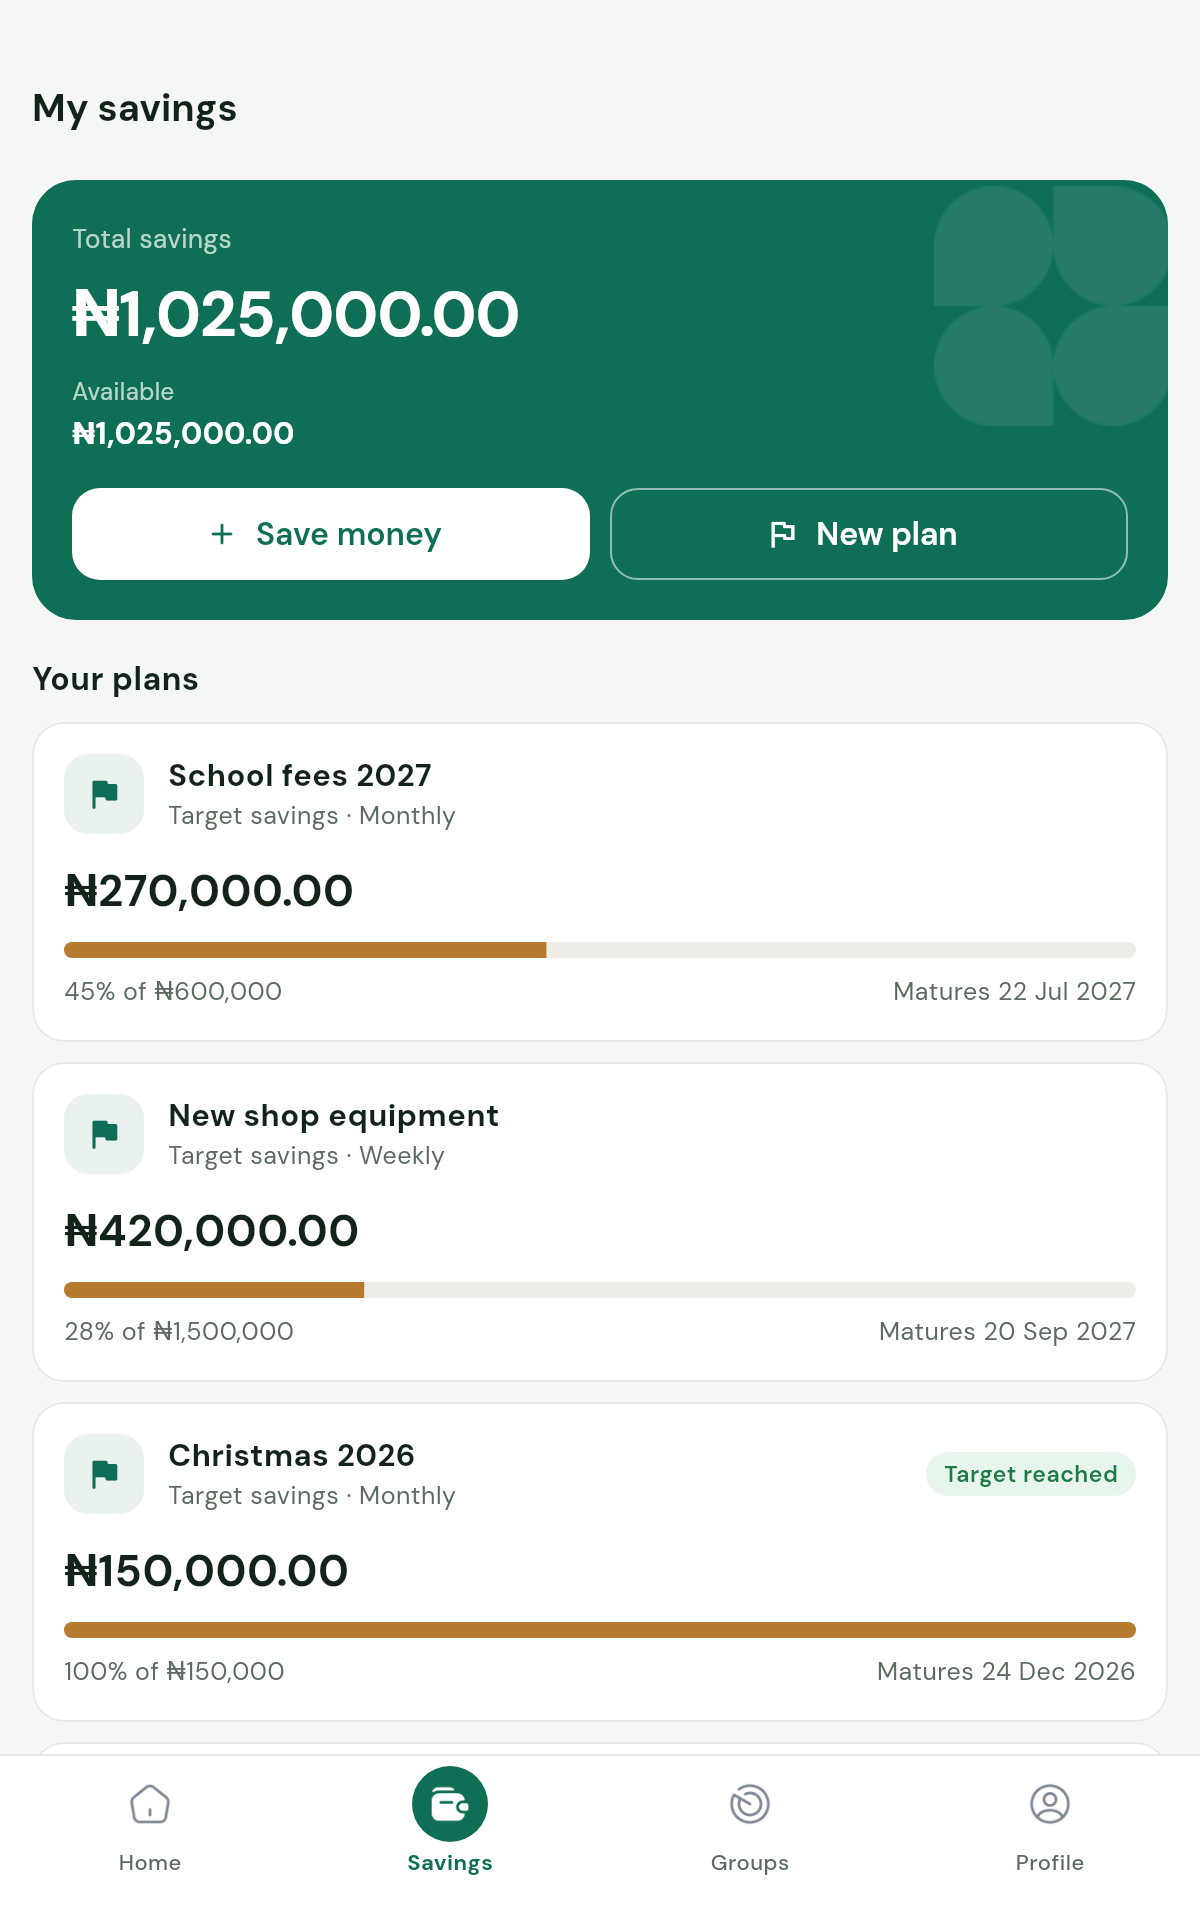 My savings
Total savings
₦1,025,000.00
Available
₦1,025,000.00
Save money
New plan
Your plans
School fees 2027
Target savings · Monthly
₦270,000.00
45% of ₦600,000
Matures 22 Jul 2027
New shop equipment
Target savings · Weekly
₦420,000.00
28% of ₦1,500,000
Matures 20 Sep 2027
Christmas 2026
Target savings · Monthly
Target reached
₦150,000.00
100% of ₦150,000
Matures 24 Dec 2026
Home
Savings
Groups
Profile